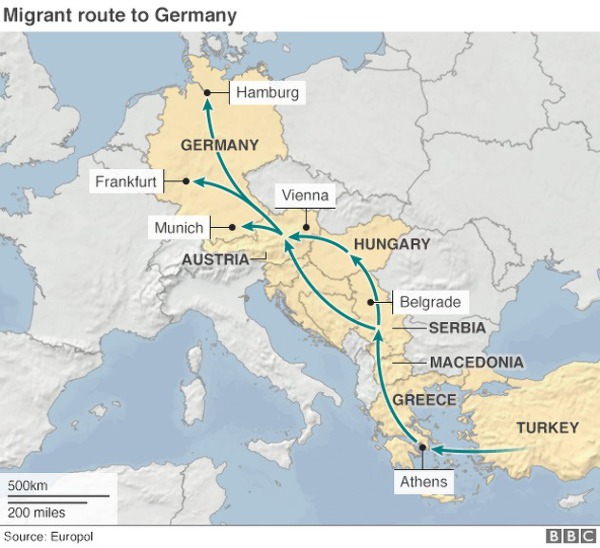 Migrant route to Germany
Hamburg
GERMANY
Frankfurt
Vienna
Munich
HUNGARY
AUSTRIA
Belgrade
SERBIA
MACEDONIA
GREECE
TURKEY
Athens
500km
200 miles
Source: Europol
BBC